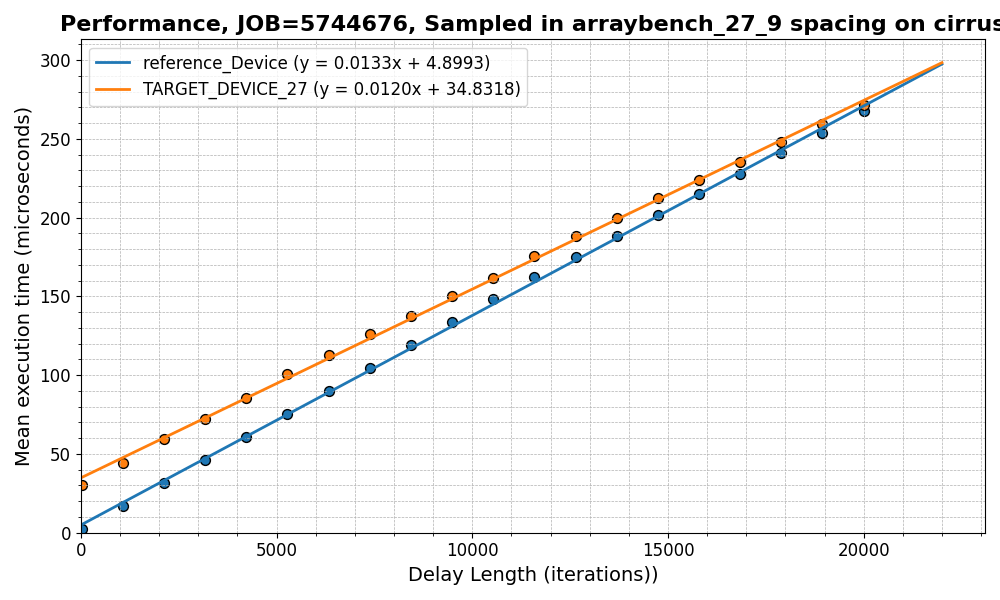 Performance, JOB=5744676, Sampled in arraybench_27_9 spacing on cirrus
reference_Device (y = 0.0133x + 4.8993)
TARGET_DEVICE_27 (y = 0.0120x + 34.8318)
Mean execution time (microseconds)
300
250
200
150
100
50
0
0 5000 10000 15000 20000
Delay Length (iterations))